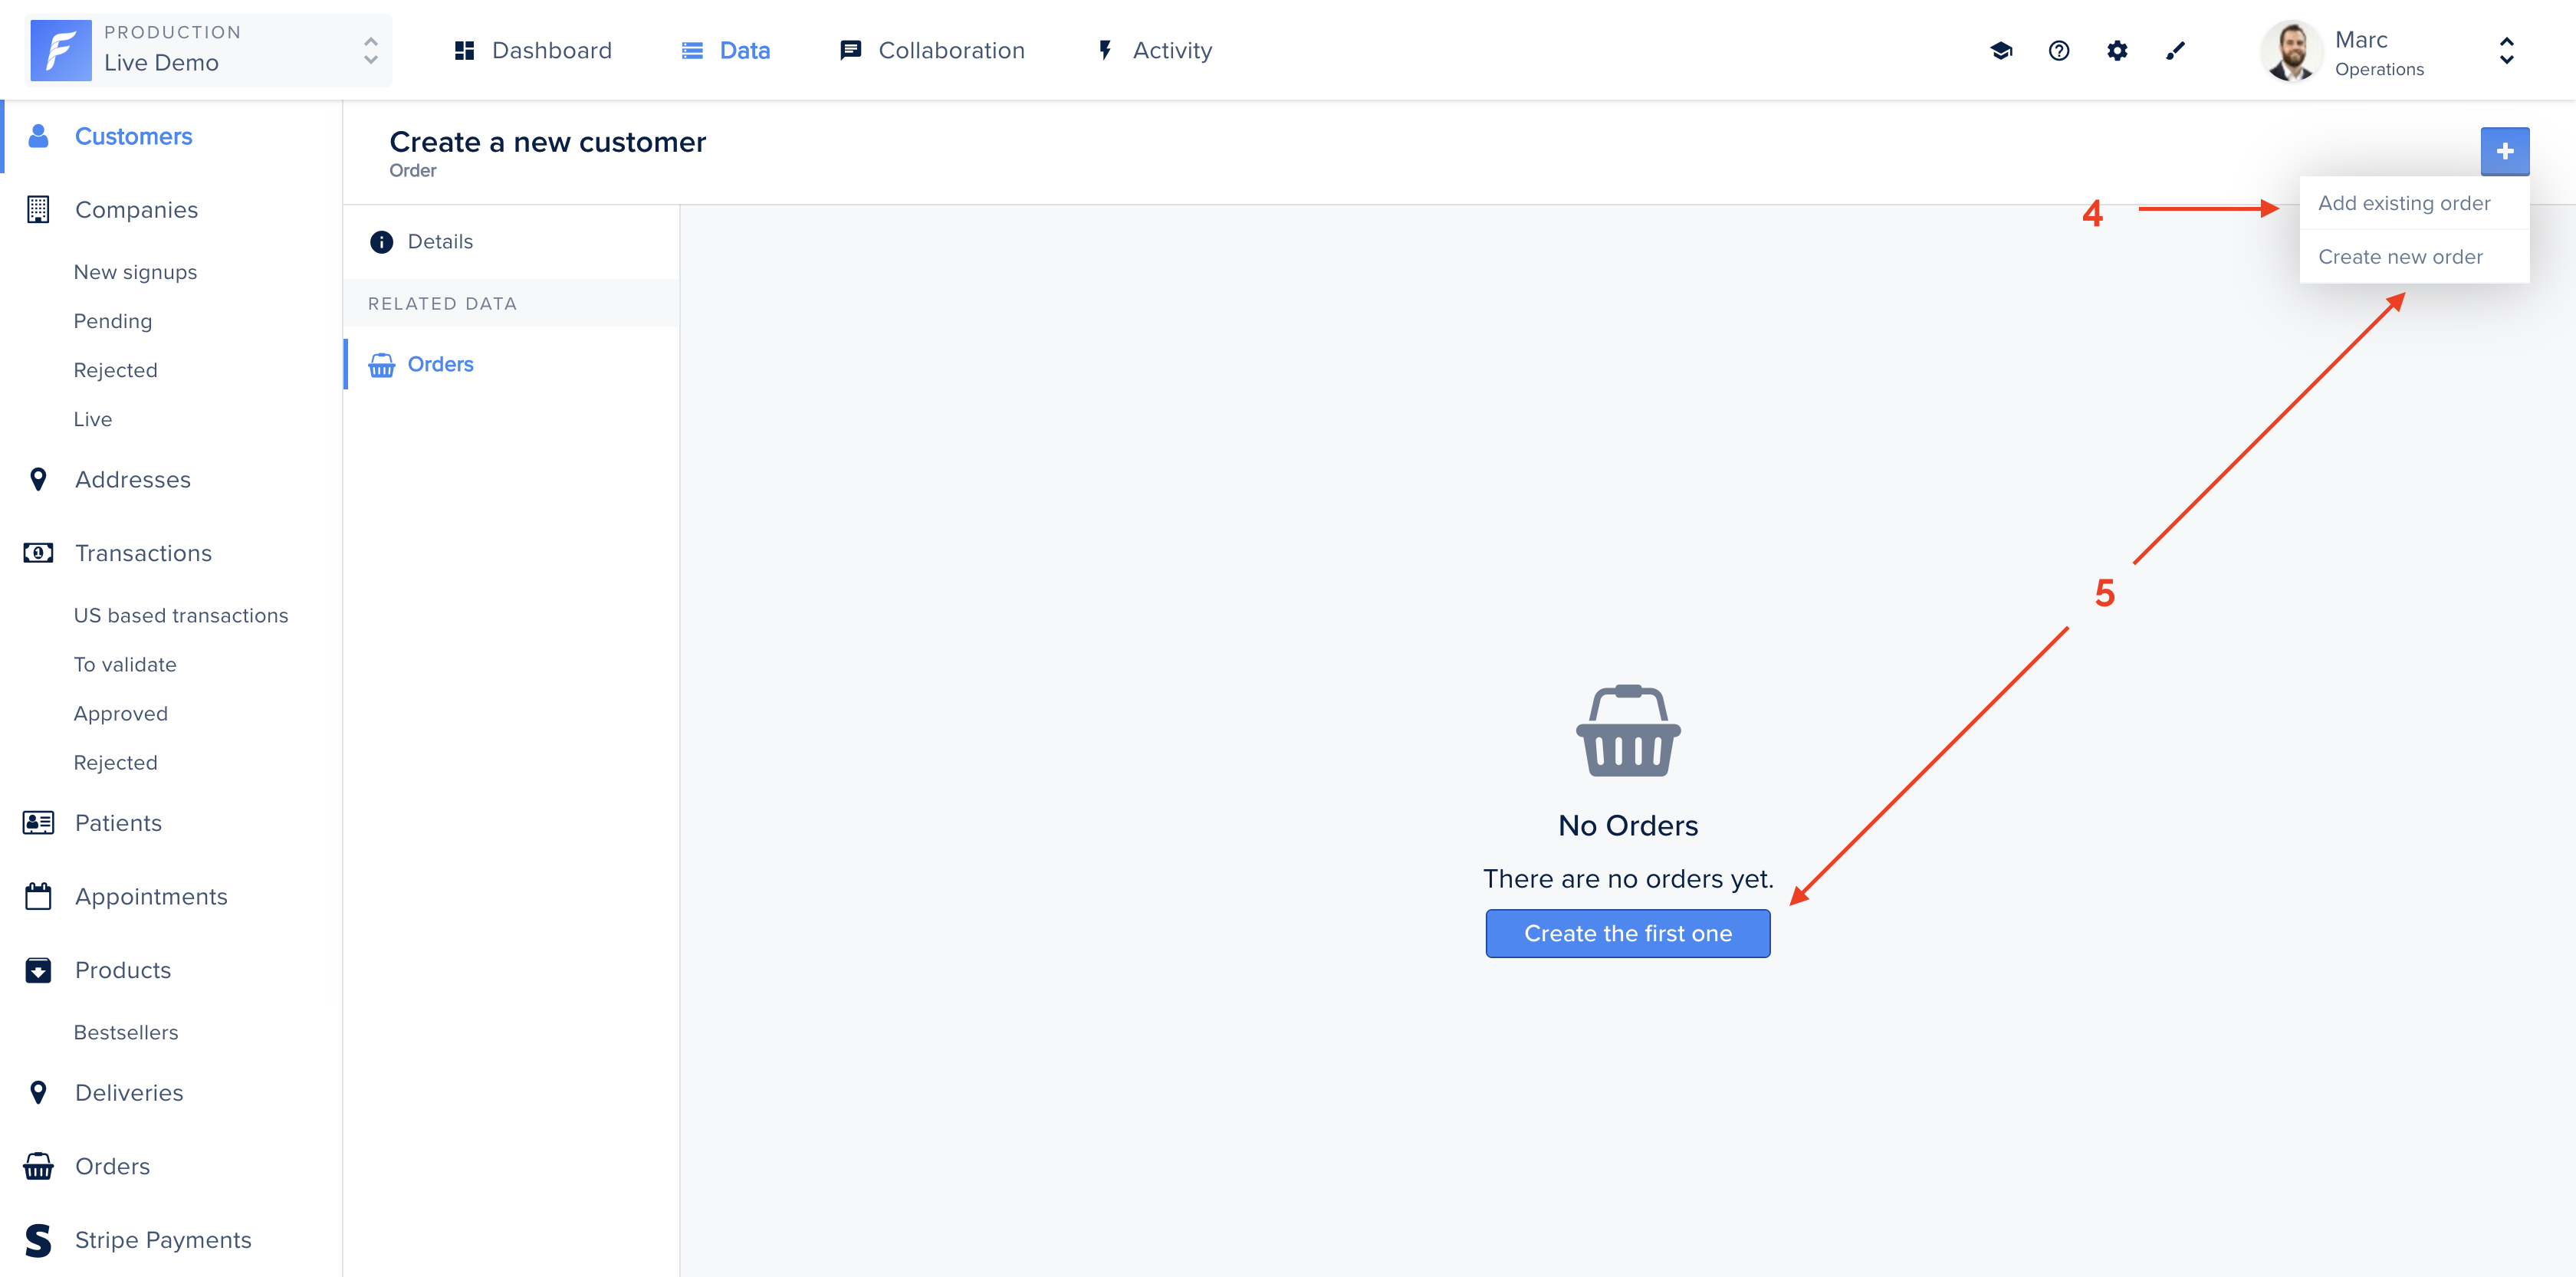 PRODUCTION
Live Demo
Dashboard
Data
Collaboration
Activity
Marc
Operations
Customers
Companies
New signups
Pending
Rejected
Live
Addresses
Transactions
US based transactions
To validate
Approved
Rejected
Patients
Appointments
Products
Bestsellers
Deliveries
Orders
Stripe Payments
Create a new customer
Order
Details
RELATED DATA
Orders
Add existing order
Create new order
4
5
No Orders
There are no orders yet.
Create the first one